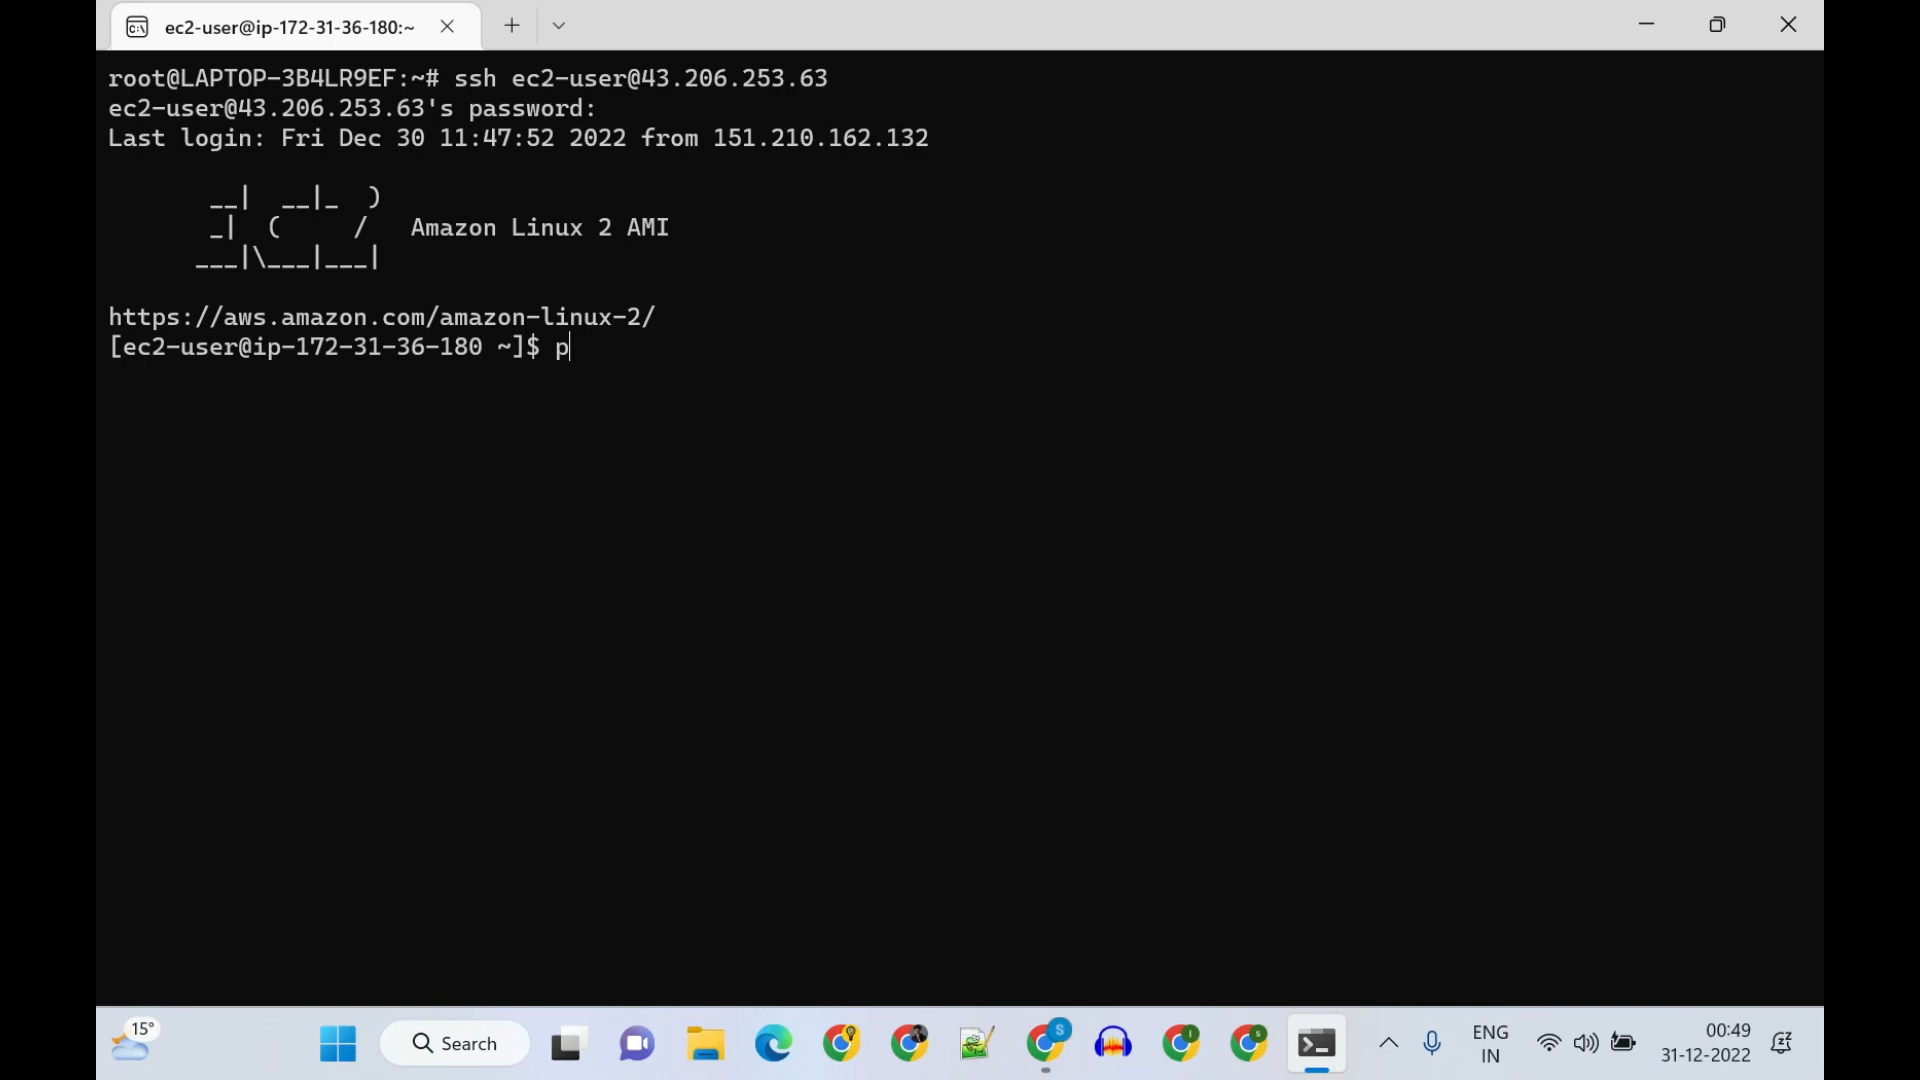 ec2-user@ip-172-31-36-180:~
root@LAPTOP-3B4LR9EF:~# ssh ec2-user@43.206.253.63
ec2-user@43.206.253.63's password:
Last login: Fri Dec 30 11:47:52 2022 from 151.210.162.132
       __|  __|_  )
       _|  (     /   Amazon Linux 2 AMI
      ___|\___|___|
https://aws.amazon.com/amazon-linux-2/
[ec2-user@ip-172-31-36-180 ~]$ p
15°
Search
S
ENG
IN
00:49
31-12-2022